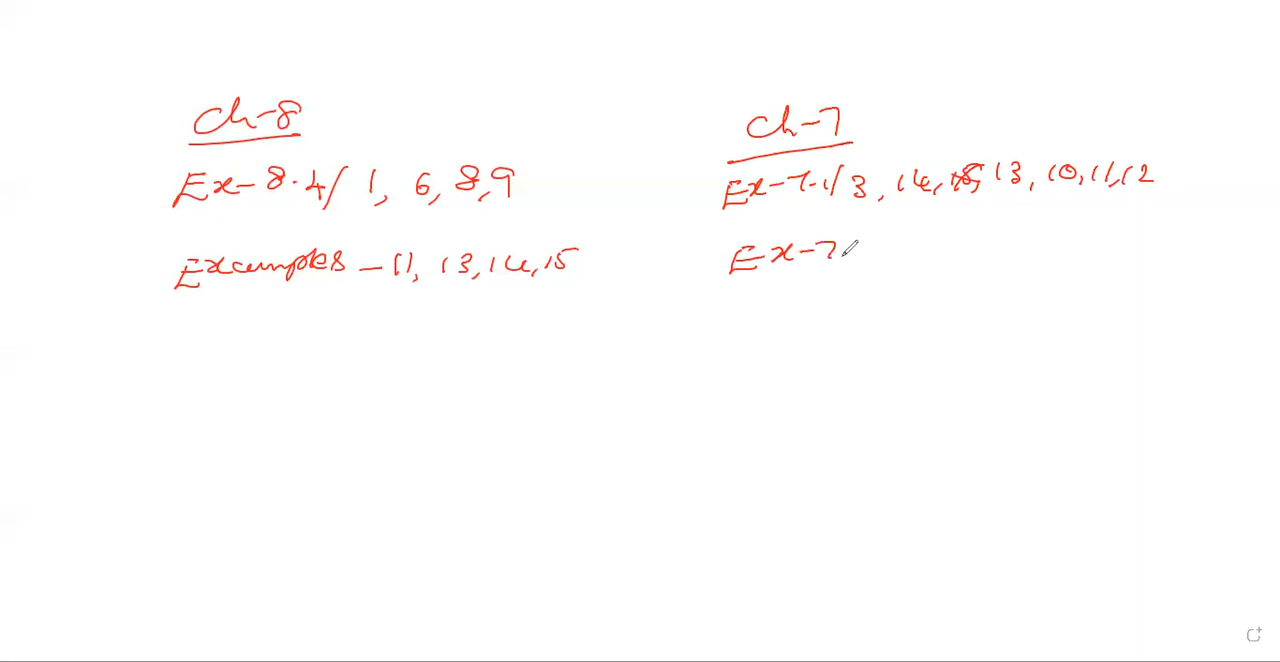 Ch-8
Ex-8.4/ 1, 6, 8, 9
Examples - 11, 13, 14, 15
Ch-7
Ex-7.1/ 3, 14, 13, 10, 11, 12
Ex-7